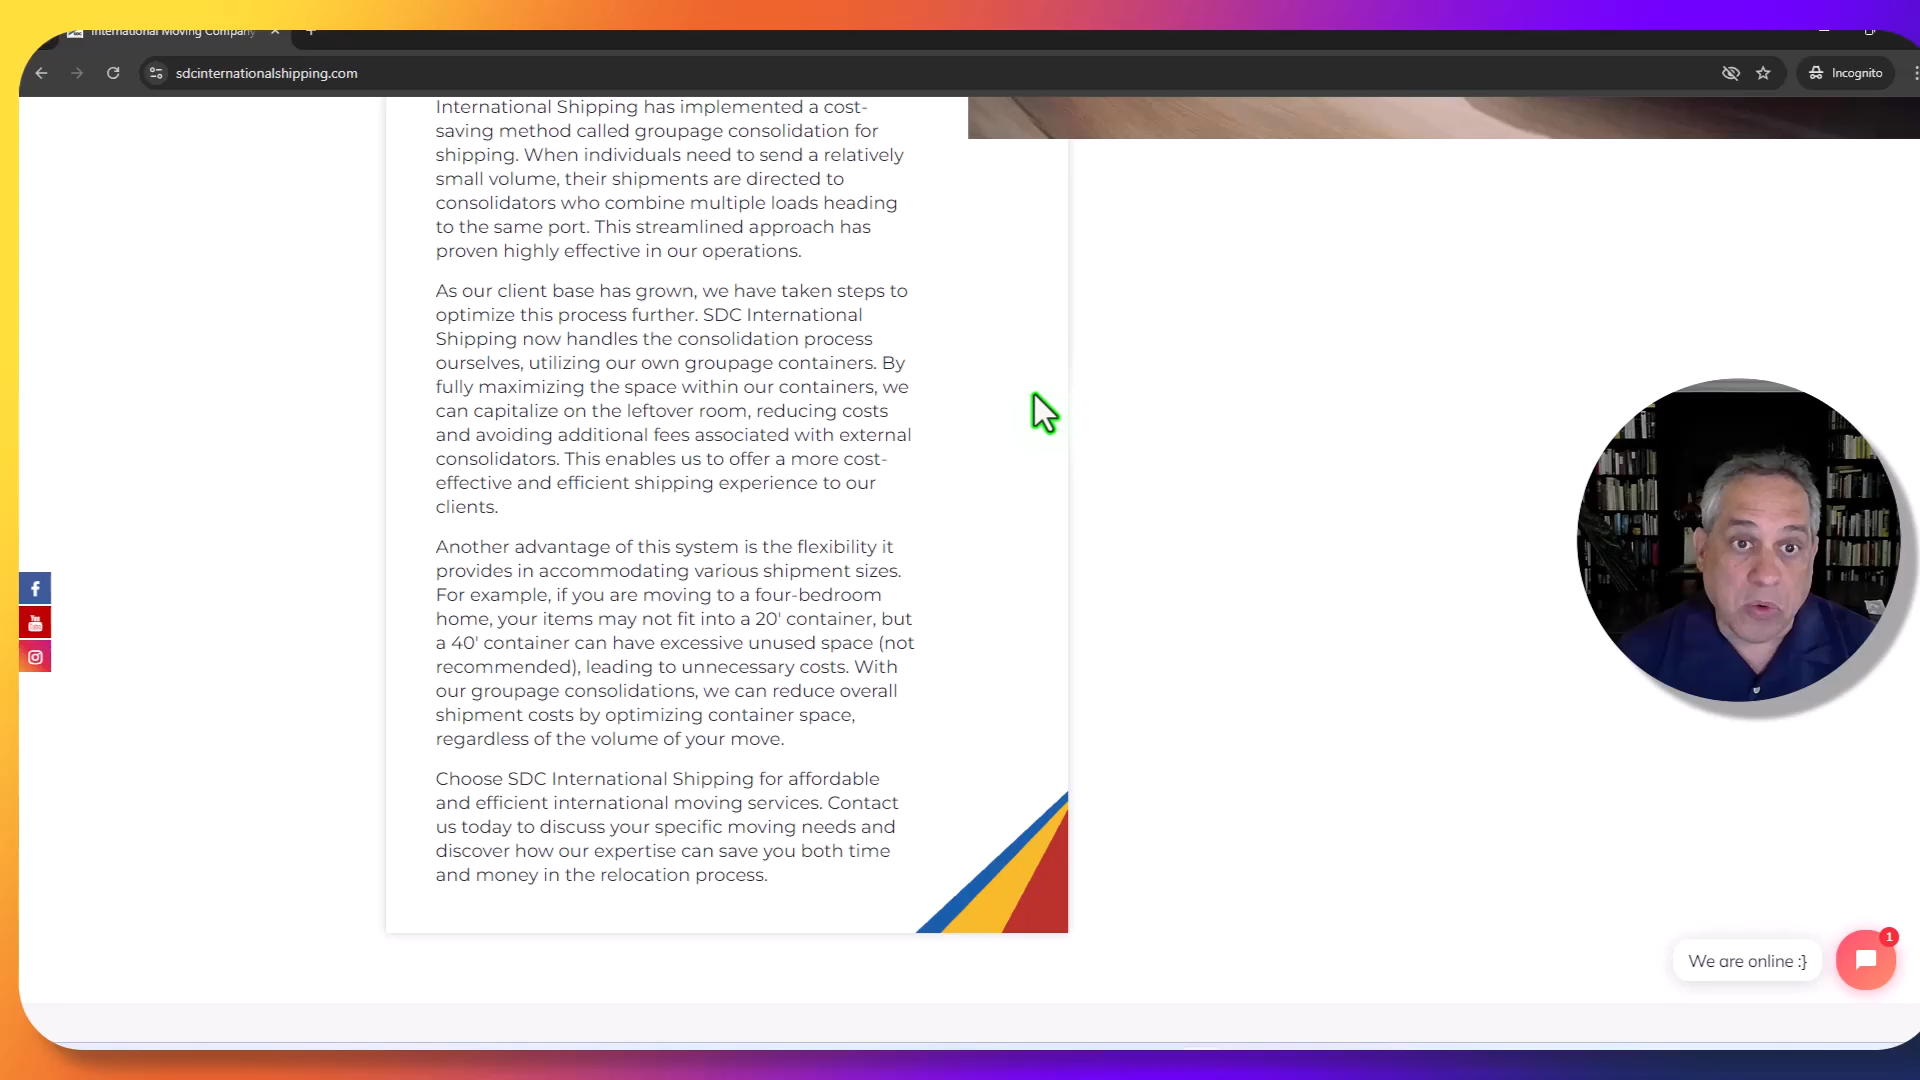 International Moving Company
sdcinternationalshipping.com
Incognito
International Shipping has implemented a cost-
saving method called groupage consolidation for
shipping. When individuals need to send a relatively
small volume, their shipments are directed to
consolidators who combine multiple loads heading
to the same port. This streamlined approach has
proven highly effective in our operations.
As our client base has grown, we have taken steps to
optimize this process further. SDC International
Shipping now handles the consolidation process
ourselves, utilizing our own groupage containers. By
fully maximizing the space within our containers, we
can capitalize on the leftover room, reducing costs
and avoiding additional fees associated with external
consolidators. This enables us to offer a more cost-
effective and efficient shipping experience to our
clients.
Another advantage of this system is the flexibility it
provides in accommodating various shipment sizes.
For example, if you are moving to a four-bedroom
home, your items may not fit into a 20' container, but
a 40' container can have excessive unused space (not
recommended), leading to unnecessary costs. With
our groupage consolidations, we can reduce overall
shipment costs by optimizing container space,
regardless of the volume of your move.
Choose SDC International Shipping for affordable
and efficient international moving services. Contact
us today to discuss your specific moving needs and
discover how our expertise can save you both time
and money in the relocation process.
We are online :}
1